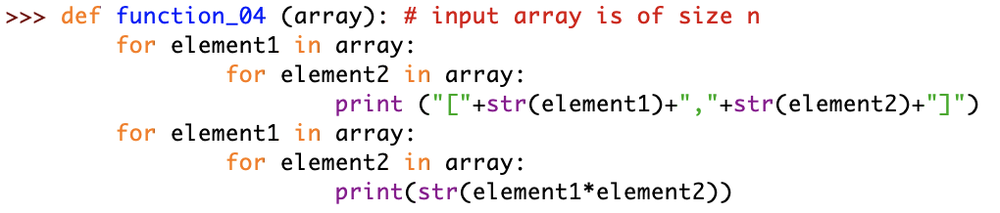 >>> def function_04 (array): # input array is of size n
        for element1 in array:
                for element2 in array:
                        print ("["+str(element1)+","+str(element2)+"]")
        for element1 in array:
                for element2 in array:
                        print(str(element1*element2))